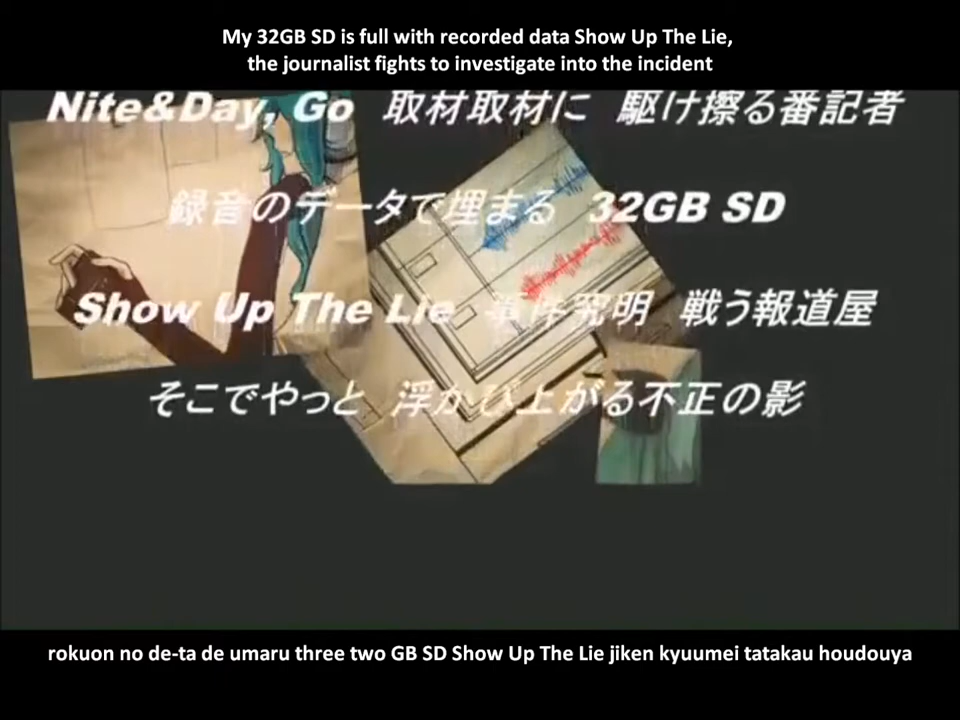 My 32GB SD is full with recorded data Show Up The Lie,
the journalist fights to investigate into the incident
Nite&Day, Go 取材取材に 駆け擦る番記者
録音のデータで埋まる 32GB SD
Show Up The Lie 事件究明 戦う報道屋
そこでやっと 浮かび上がる不正の影
rokuon no de-ta de umaru three two GB SD Show Up The Lie jiken kyuumei tatakau houdouya